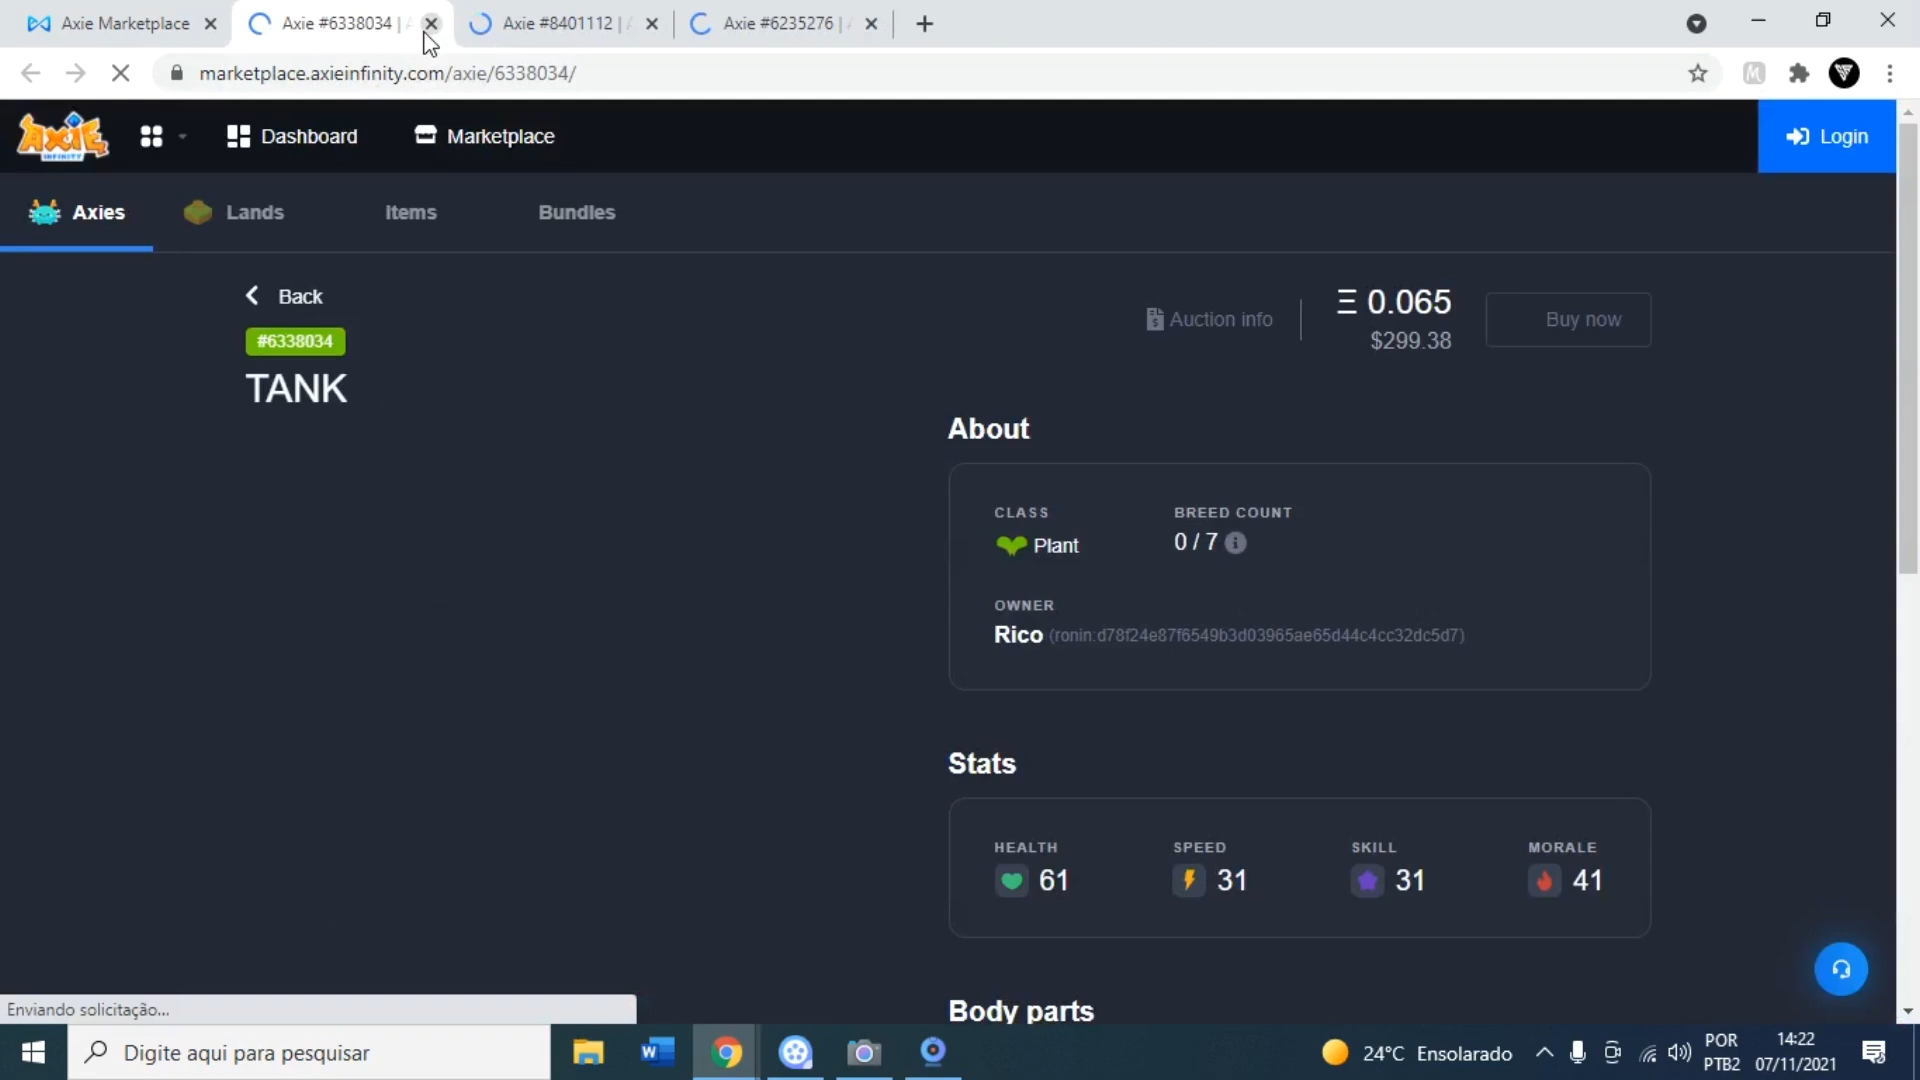 Axie Marketplace
Axie #6338034 |
Axie #8401112 |
Axie #6235276 |
marketplace.axieinfinity.com/axie/6338034/
AXIE
INFINITY
Dashboard
Marketplace
Login
Axies
Lands
Items
Bundles
Back
#6338034
TANK
Auction info
Ξ 0.065
$299.38
Buy now
About
CLASS
BREED COUNT
Plant
0 / 7
OWNER
Rico (ronin:d78f24e87f6549b3d03965ae65d44c4cc32dc5d7)
Stats
HEALTH
SPEED
SKILL
MORALE
61
31
31
41
Body parts
Enviando solicitação...
Digite aqui para pesquisar
24°C Ensolarado
POR
PTB2
14:22
07/11/2021